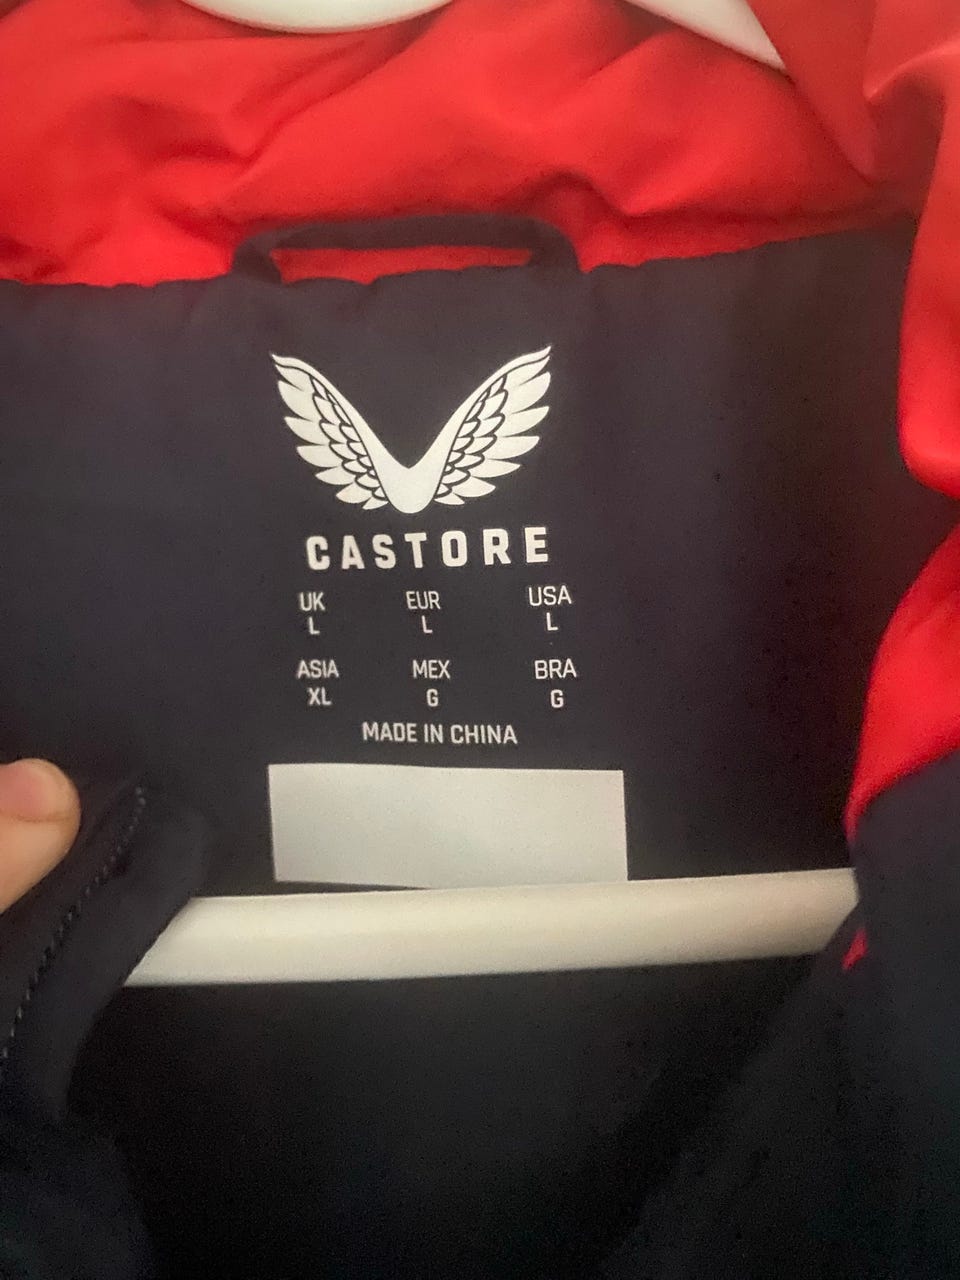 CASTORE
UK EUR USA
L L L
ASIA MEX BRA
XL G G
MADE IN CHINA